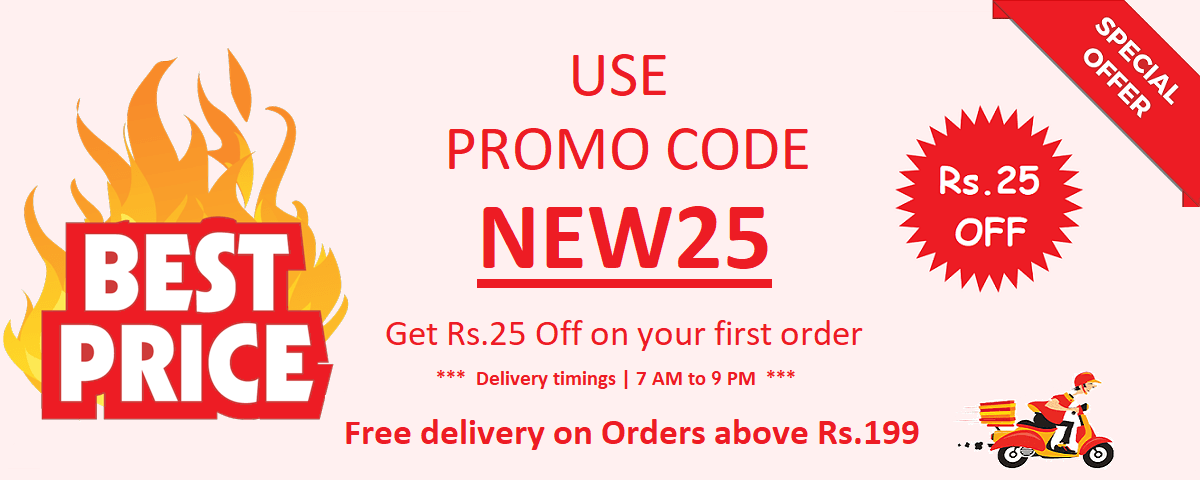 BEST
PRICE
USE
PROMO CODE
NEW25
Get Rs.25 Off on your first order
*** Delivery timings | 7 AM to 9 PM ***
Free delivery on Orders above Rs.199
Rs.25
OFF
SPECIAL
OFFER